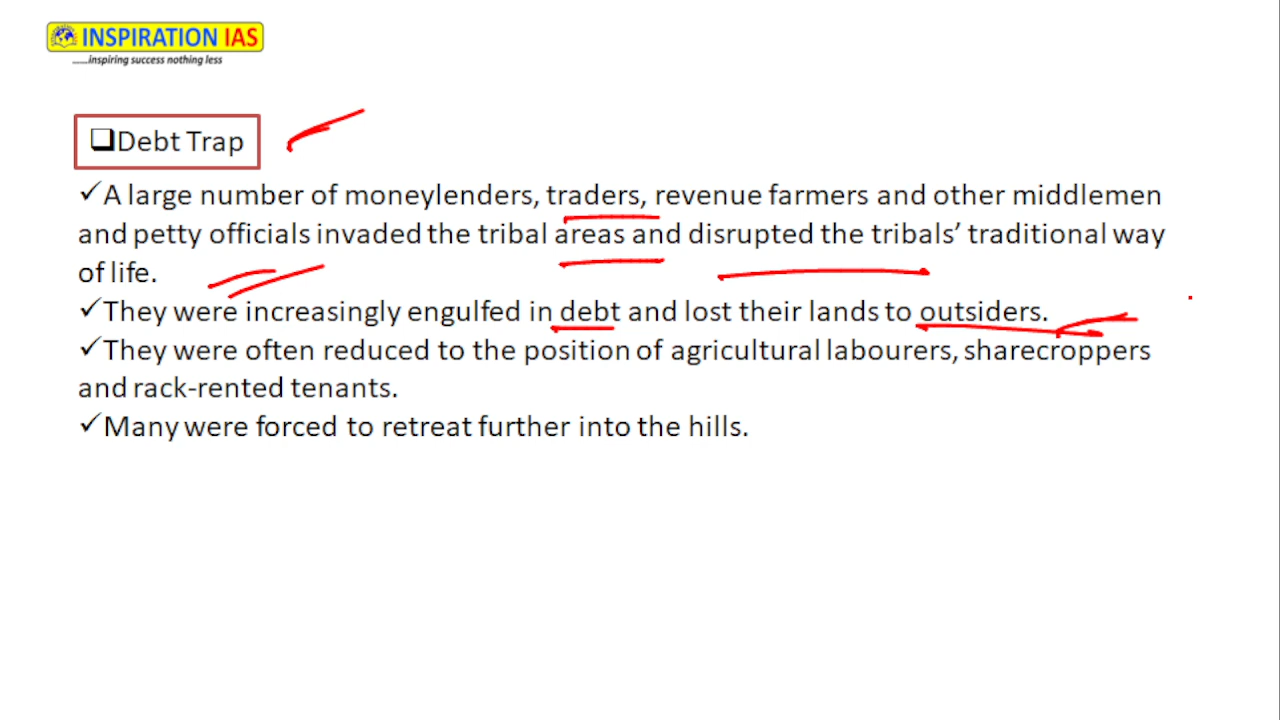 INSPIRATION IAS
......inspiring success nothing less
❑Debt Trap
✓A large number of moneylenders, traders, revenue farmers and other middlemen
and petty officials invaded the tribal areas and disrupted the tribals’ traditional way
of life.
✓They were increasingly engulfed in debt and lost their lands to outsiders.
✓They were often reduced to the position of agricultural labourers, sharecroppers
and rack-rented tenants.
✓Many were forced to retreat further into the hills.